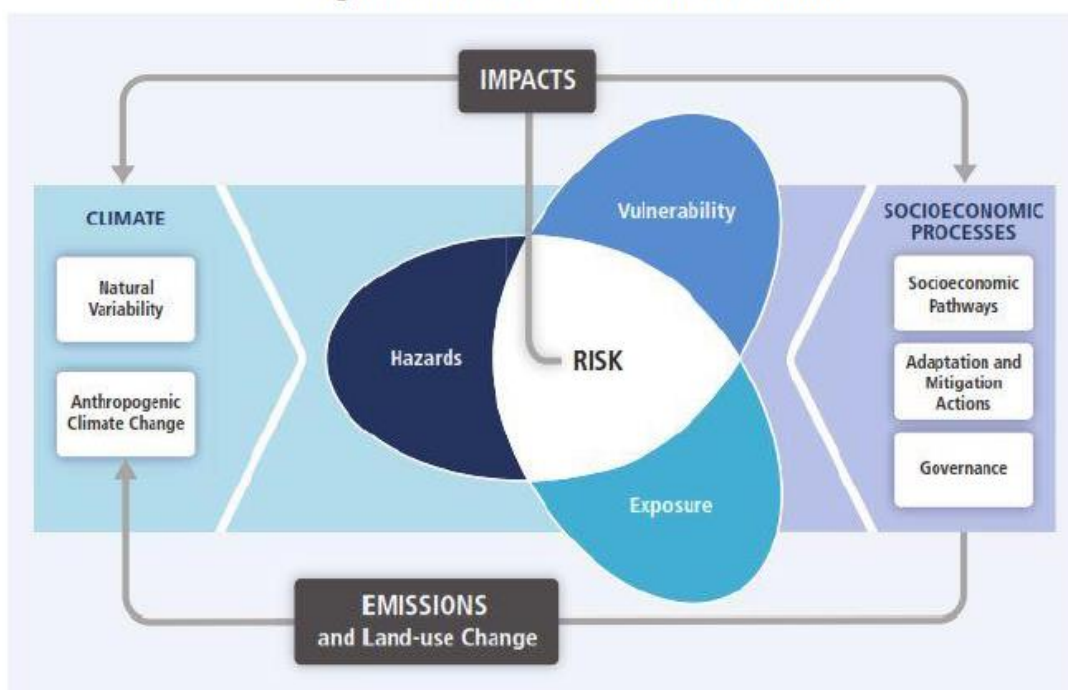 IMPACTS
CLIMATE
Natural
Variability
Anthropogenic
Climate Change
Vulnerability
Hazards
RISK
Exposure
SOCIOECONOMIC
PROCESSES
Socioeconomic
Pathways
Adaptation and
Mitigation
Actions
Governance
EMISSIONS
and Land-use Change